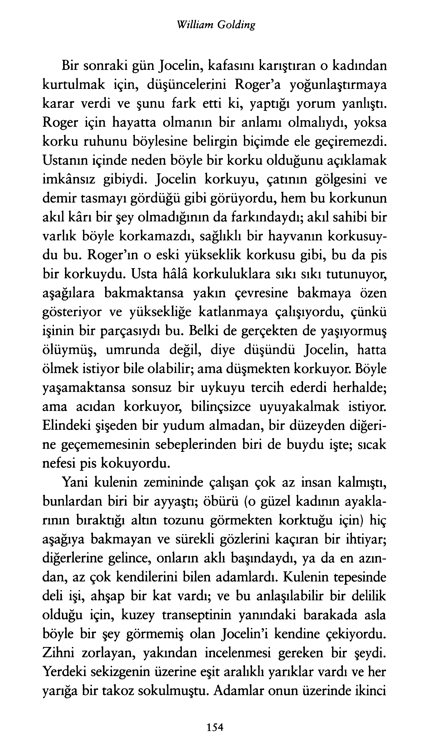 William Golding
Bir sonraki gün Jocelin, kafasını karıştıran o kadından
kurtulmak için, düşüncelerini Roger’a yoğunlaştırmaya
karar verdi ve şunu fark etti ki, yaptığı yorum yanlıştı.
Roger için hayatta olmanın bir anlamı olmalıydı, yoksa
korku ruhunu böylesine belirgin biçimde ele geçiremezdi.
Ustanın içinde neden böyle bir korku olduğunu açıklamak
imkânsız gibiydi. Jocelin korkuyu, çatının gölgesini ve
demir tasmayı gördüğü gibi görüyordu, hem bu korkunun
akıl kârı bir şey olmadığının da farkındaydı; akıl sahibi bir
varlık böyle korkamazdı, sağlıklı bir hayvanın korkusuy-
du bu. Roger’ın o eski yükseklik korkusu gibi, bu da pis
bir korkuydu. Usta hâlâ korkuluklara sıkı sıkı tutunuyor,
aşağılara bakmaktansa yakın çevresine bakmaya özen
gösteriyor ve yüksekliğe katlanmaya çalışıyordu, çünkü
işinin bir parçasıydı bu. Belki de gerçekten de yaşıyormuş
ölüymüş, umrunda değil, diye düşündü Jocelin, hatta
ölmek istiyor bile olabilir; ama düşmekten korkuyor. Böyle
yaşamaktansa sonsuz bir uykuyu tercih ederdi herhalde;
ama acıdan korkuyor, bilinçsizce uyuyakalmak istiyor.
Elindeki şişeden bir yudum almadan, bir düzeyden diğeri-
ne geçememesinin sebeplerinden biri de buydu işte; sıcak
nefesi pis kokuyordu.
Yani kulenin zemininde çalışan çok az insan kalmıştı,
bunlardan biri bir ayyaştı; öbürü (o güzel kadının ayakla-
rının bıraktığı altın tozunu görmekten korktuğu için) hiç
aşağıya bakmayan ve sürekli gözlerini kaçıran bir ihtiyar;
diğerlerine gelince, onların aklı başındaydı, ya da en azın-
dan, az çok kendilerini bilen adamlardı. Kulenin tepesinde
deli işi, ahşap bir kat vardı; ve bu anlaşılabilir bir delilik
olduğu için, kuzey transeptinin yanındaki barakada asla
böyle bir şey görmemiş olan Jocelin’i kendine çekiyordu.
Zihni zorlayan, yakından incelenmesi gereken bir şeydi.
Yerdeki sekizgenin üzerine eşit aralıklı yarıklar vardı ve her
yarığa bir takoz sokulmuştu. Adamlar onun üzerinde ikinci
154